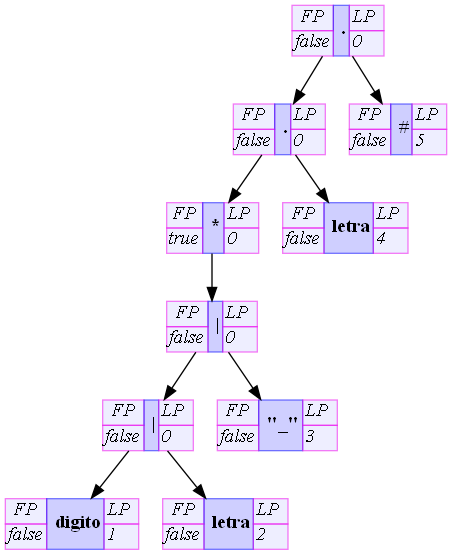 FP . LP
false 0
FP . LP
false 0
FP # LP
false 5
FP * LP
true 0
FP letra LP
false 4
FP | LP
false 0
FP | LP
false 0
FP "_" LP
false 3
FP digito LP
false 1
FP letra LP
false 2